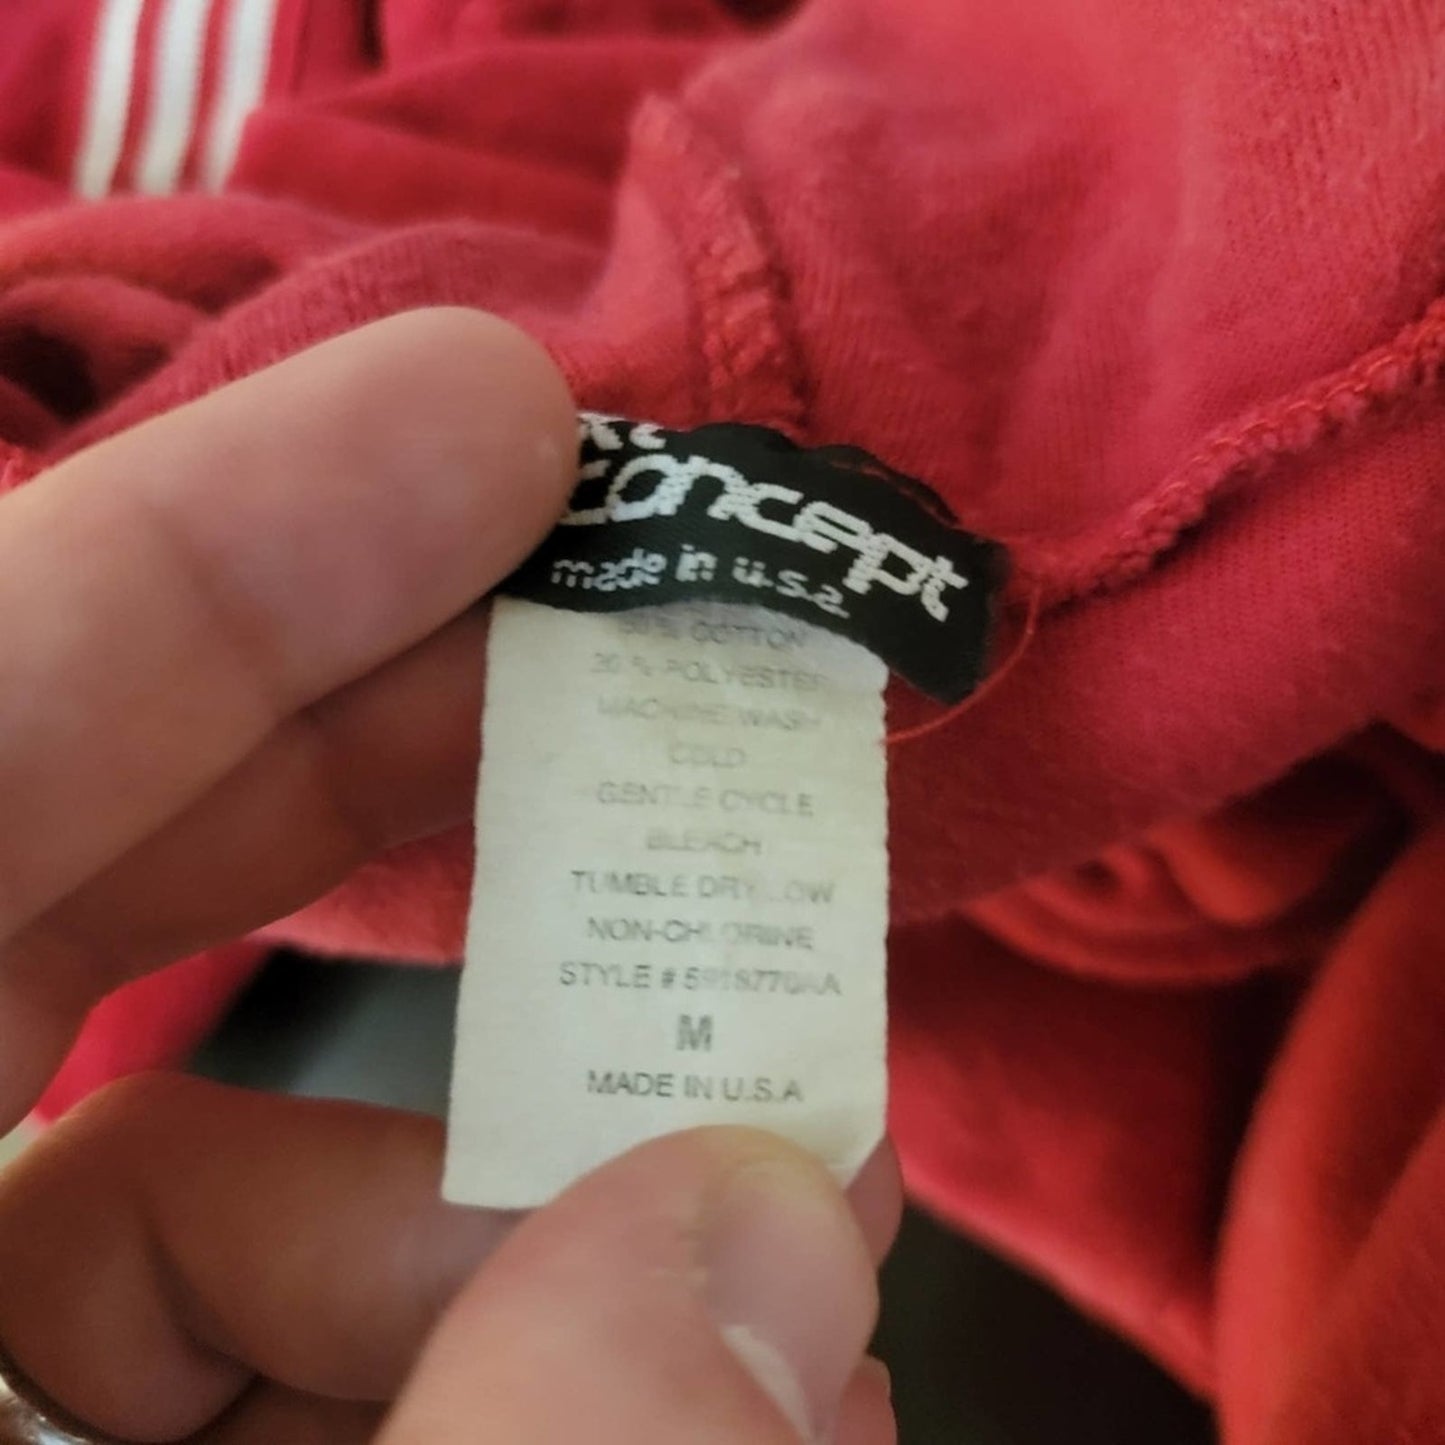 concept
made in u.s.a
% COTTON
% POLYESTER
MACHINE WASH
COLD
GENTLE CYCLE
BLEACH
TUMBLE DRY LOW
NON-CHLORINE
STYLE #
M
MADE IN U.S.A